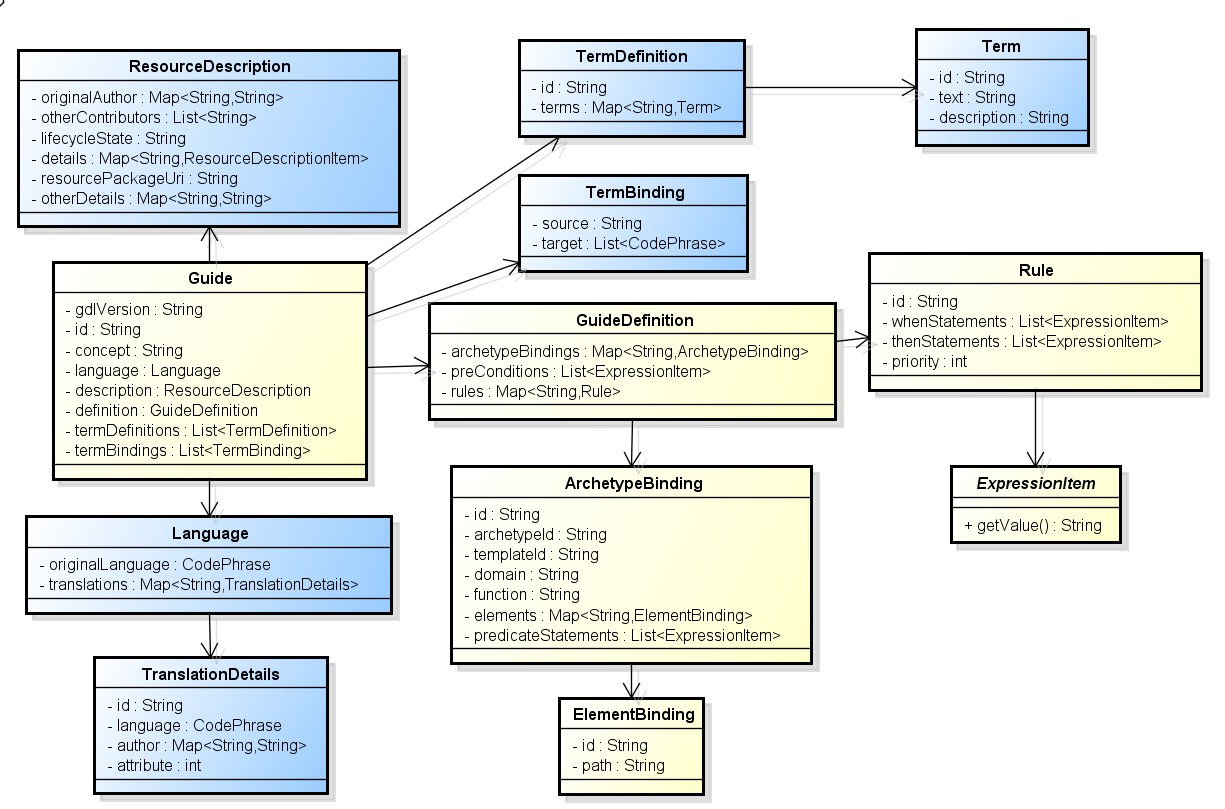 ResourceDescription
- originalAuthor : Map<String,String>
- otherContributors : List<String>
- lifecycleState : String
- details : Map<String,ResourceDescriptionItem>
- resourcePackageUri : String
- otherDetails : Map<String,String>
TermDefinition
- id : String
- terms : Map<String,Term>
Term
- id : String
- text : String
- description : String
TermBinding
- source : String
- target : List<CodePhrase>
Guide
- gdlVersion : String
- id : String
- concept : String
- language : Language
- description : ResourceDescription
- definition : GuideDefinition
- termDefinitions : List<TermDefinition>
- termBindings : List<TermBinding>
GuideDefinition
- archetypeBindings : Map<String,ArchetypeBinding>
- preConditions : List<ExpressionItem>
- rules : Map<String,Rule>
Rule
- id : String
- whenStatements : List<ExpressionItem>
- thenStatements : List<ExpressionItem>
- priority : int
ExpressionItem
+ getValue() : String
ArchetypeBinding
- id : String
- archetypeId : String
- templateId : String
- domain : String
- function : String
- elements : Map<String,ElementBinding>
- predicateStatements : List<ExpressionItem>
Language
- originalLanguage : CodePhrase
- translations : Map<String,TranslationDetails>
TranslationDetails
- id : String
- language : CodePhrase
- author : Map<String,String>
- attribute : int
ElementBinding
- id : String
- path : String